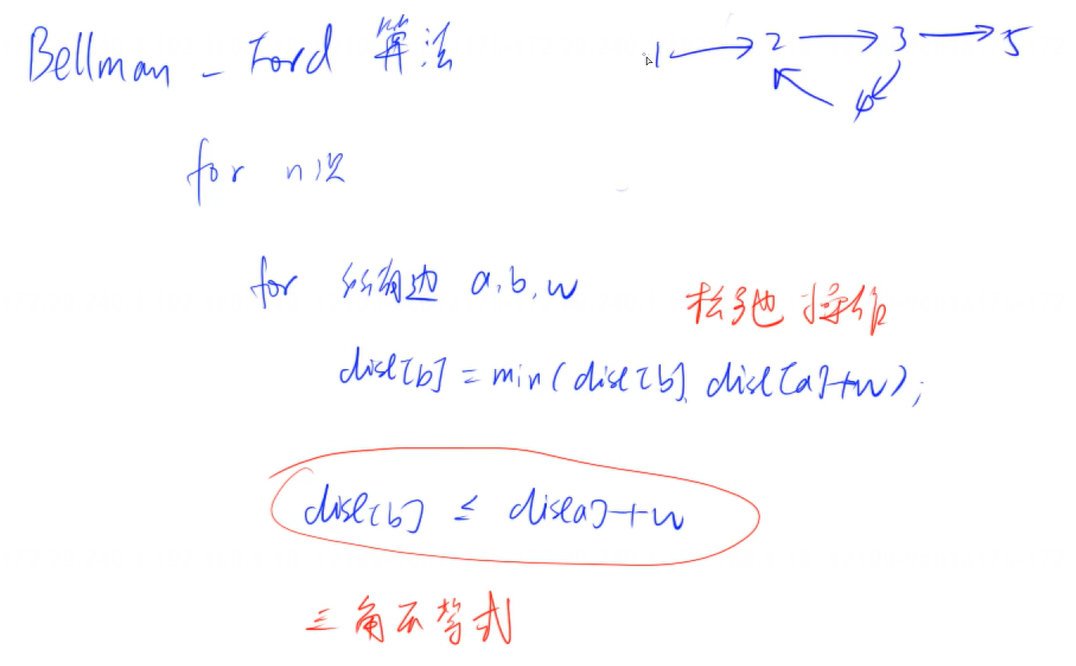 Bellman - Ford 算法
1 → 2 → 3 → 5
4
for n次
for 所有边 a,b,w
松弛操作
dist[b] = min(dist[b], dist[a]+w);
dist[b] ≤ dist[a]+w
三角不等式